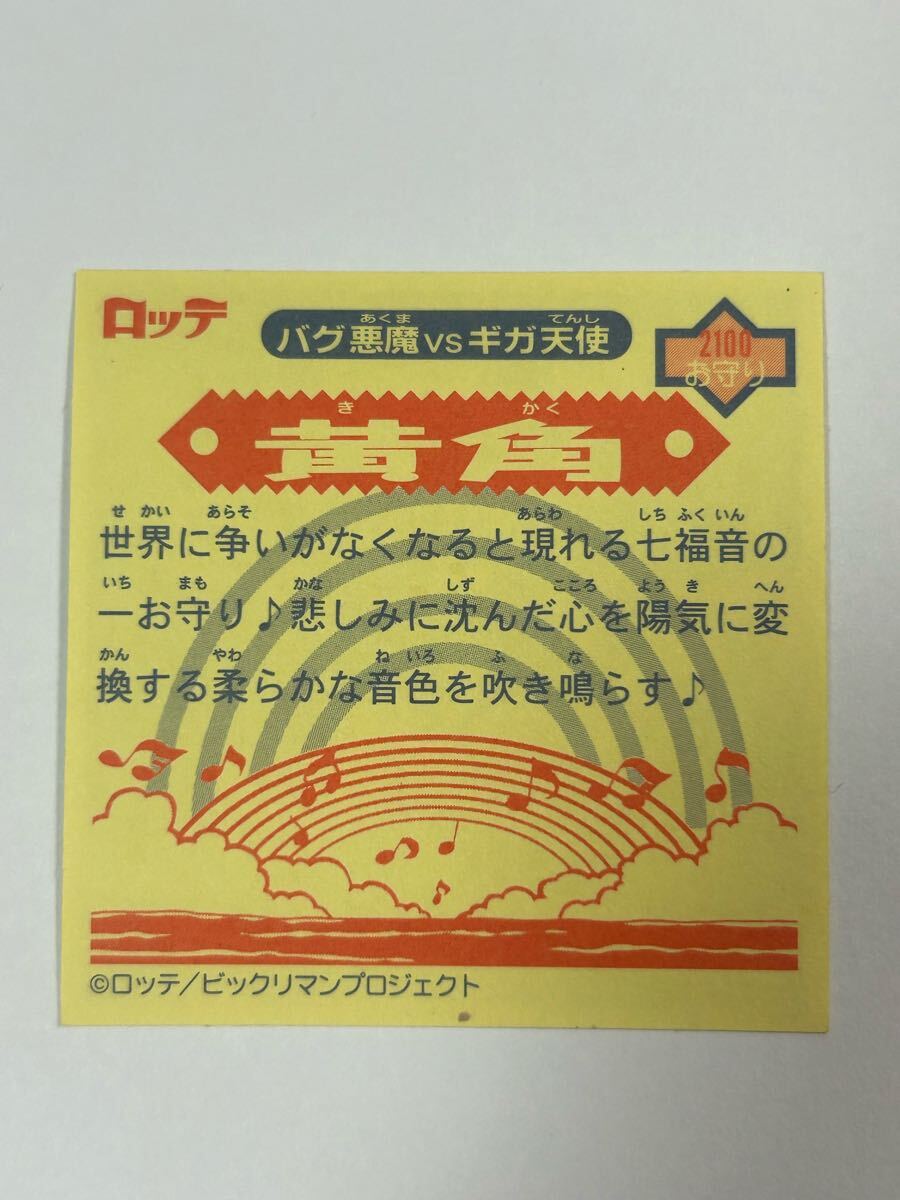 ロッテ
あくま てんし
バグ悪魔vsギガ天使
2100
お守り
き かく
黄角
せ かい あらそ あらわ しち ふく いん
世界に争いがなくなると現れる七福音の
いち まも かな しず こころ よう き へん
一お守り♪悲しみに沈んだ心を陽気に変
かん やわ ね いろ ふ な
換する柔らかな音色を吹き鳴らす♪
©ロッテ/ビックリマンプロジェクト